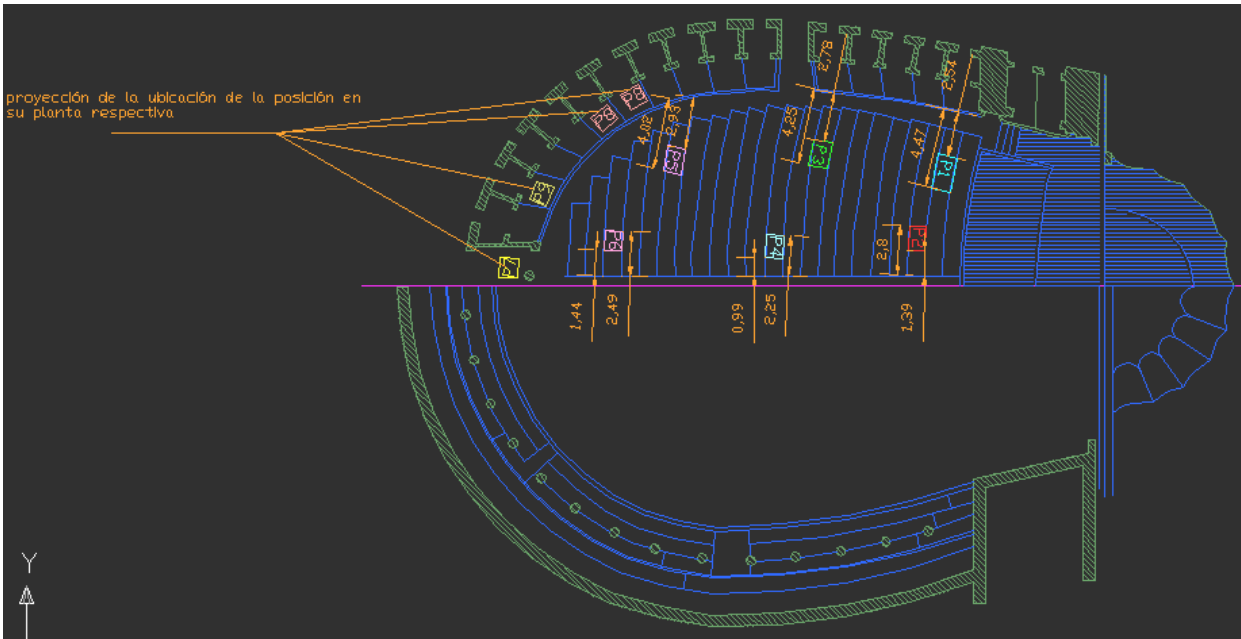 proyección de la ubicación de la posición en
su planta respectiva
P8
P8
P9
P7
4,02
2,93
P5
4,25
2,78
P3
2,54
4,47
P1
P6
P4
P2
2,8
1,44
2,49
0,99
2,25
1,39
Y